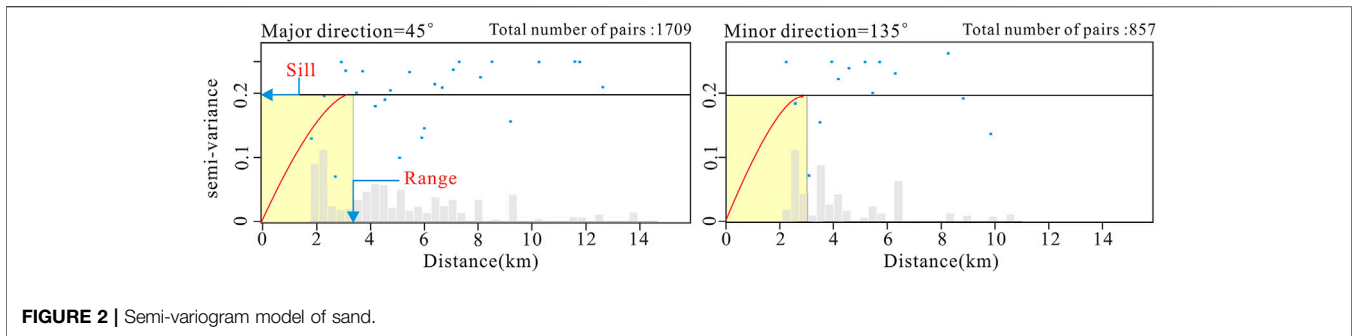 Major direction=45° Total number of pairs :1709
semi-variance
0.2
0.1
0
Sill
Range
0 2 4 6 8 10 12 14
Distance(km)
Minor direction=135° Total number of pairs :857
0.2
0.1
0
0 2 4 6 8 10 12 14
Distance(km)
FIGURE 2 | Semi-variogram model of sand.